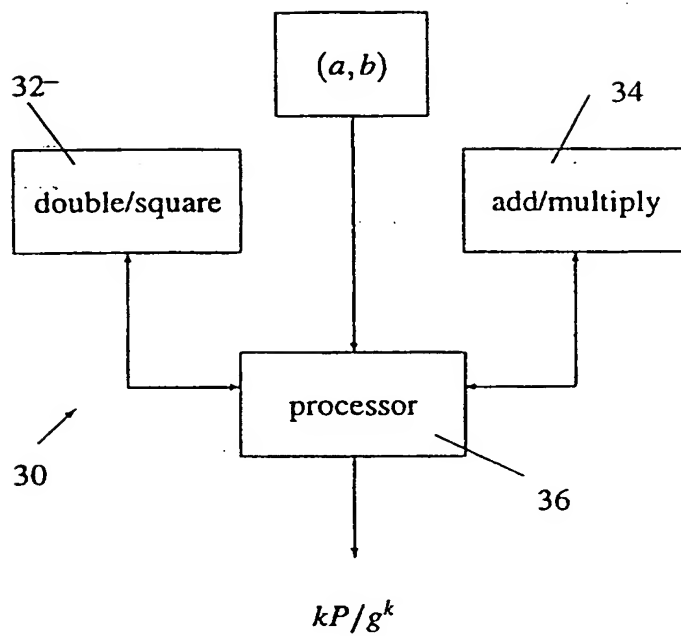 (a, b)
32
34
double/square
add/multiply
processor
30
36
kP/g^k